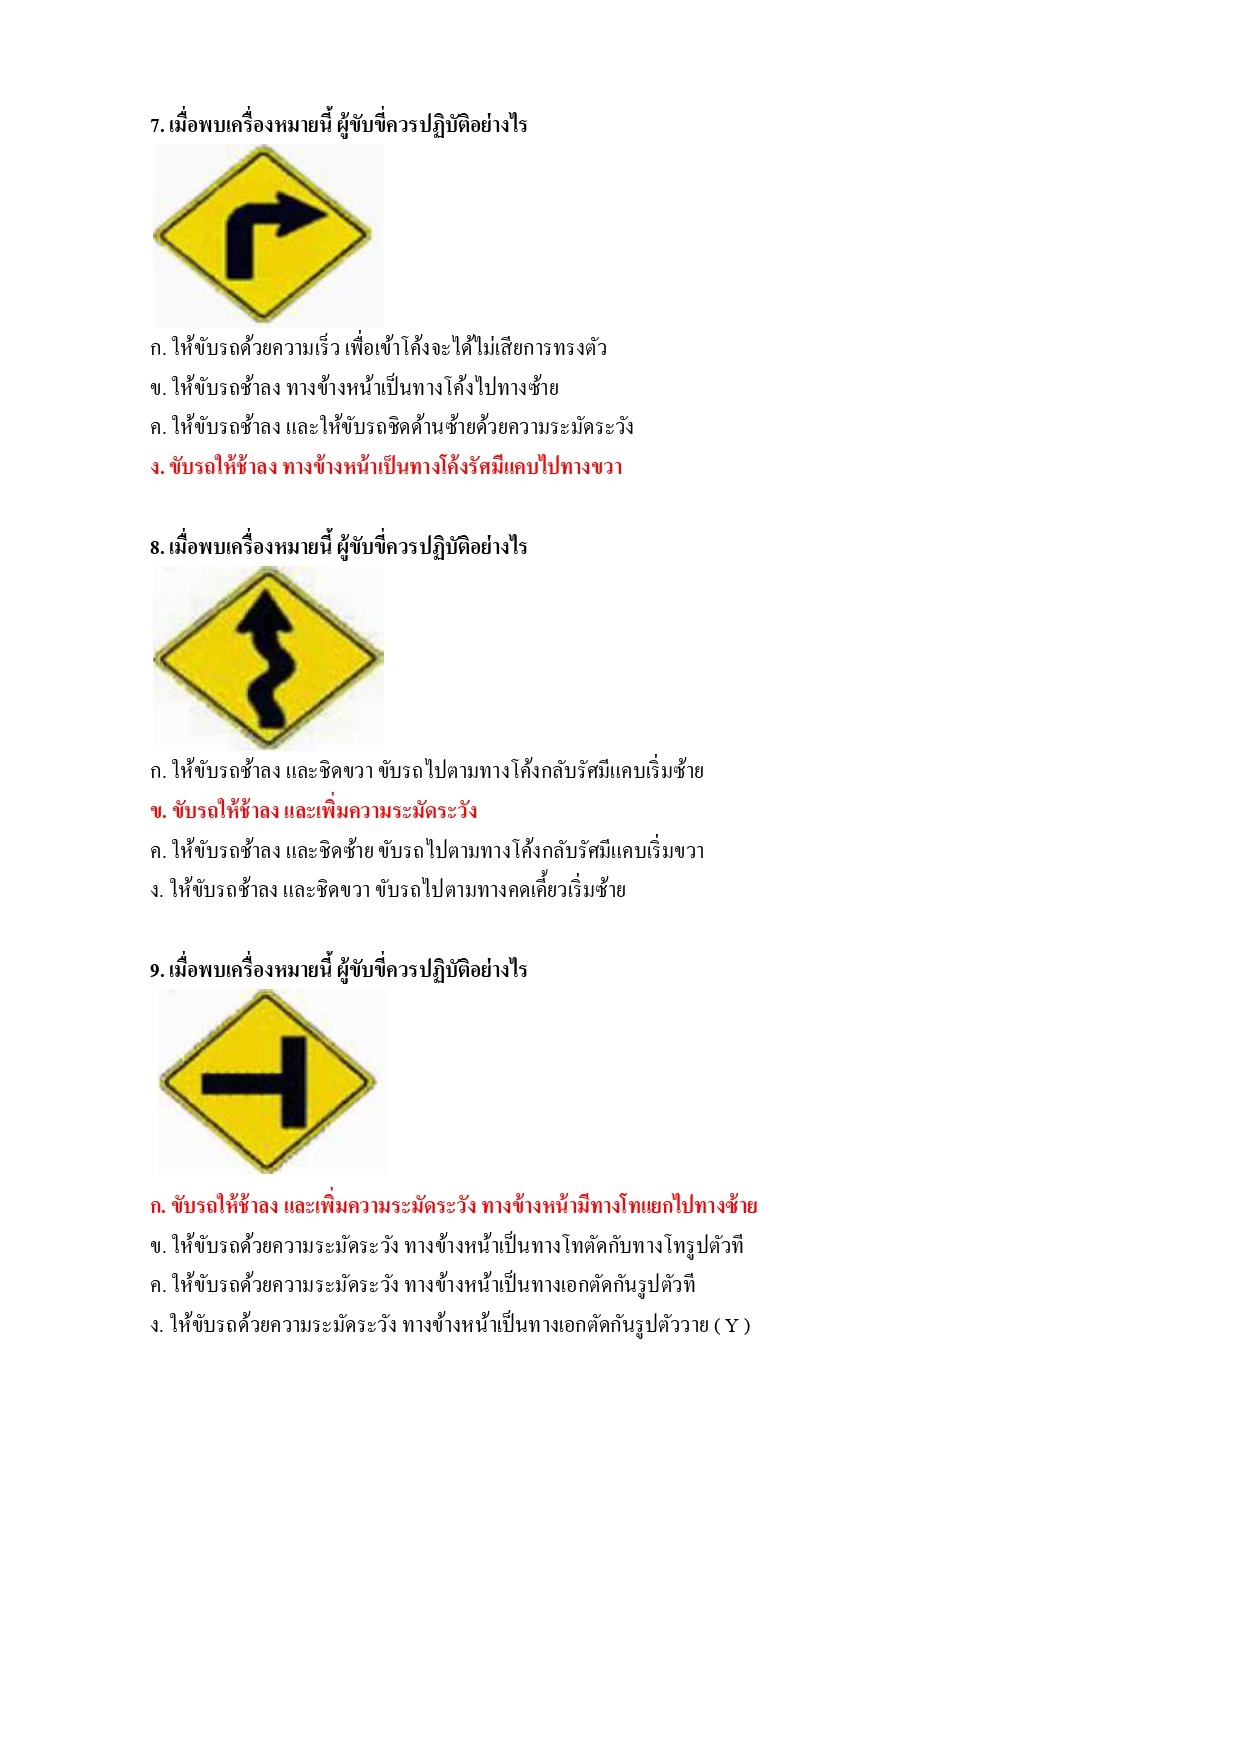 7. เมื่อพบเครื่องหมายนี้ ผู้ขับขี่ควรปฏิบัติอย่างไร
ก. ให้ขับรถด้วยความเร็ว เพื่อเข้าโค้งจะได้ไม่เสียการทรงตัว
ข. ให้ขับรถช้าลง ทางข้างหน้าเป็นทางโค้งไปทางซ้าย
ค. ให้ขับรถช้าลง และให้ขับรถชิดด้านซ้ายด้วยความระมัดระวัง
ง. ขับรถให้ช้าลง ทางข้างหน้าเป็นทางโค้งรัศมีแคบไปทางขวา
8. เมื่อพบเครื่องหมายนี้ ผู้ขับขี่ควรปฏิบัติอย่างไร
ก. ให้ขับรถช้าลง และชิดขวา ขับรถไปตามทางโค้งกลับรัศมีแคบเริ่มซ้าย
ข. ขับรถให้ช้าลง และเพิ่มความระมัดระวัง
ค. ให้ขับรถช้าลง และชิดซ้าย ขับรถไปตามทางโค้งกลับรัศมีแคบเริ่มขวา
ง. ให้ขับรถช้าลง และชิดขวา ขับรถไปตามทางคดเคี้ยวเริ่มซ้าย
9. เมื่อพบเครื่องหมายนี้ ผู้ขับขี่ควรปฏิบัติอย่างไร
ก. ขับรถให้ช้าลง และเพิ่มความระมัดระวัง ทางข้างหน้ามีทางโทแยกไปทางซ้าย
ข. ให้ขับรถด้วยความระมัดระวัง ทางข้างหน้าเป็นทางโทตัดกับทางโทรูปตัวที
ค. ให้ขับรถด้วยความระมัดระวัง ทางข้างหน้าเป็นทางเอกตัดกันรูปตัวที
ง. ให้ขับรถด้วยความระมัดระวัง ทางข้างหน้าเป็นทางเอกตัดกันรูปตัววาย ( Y )